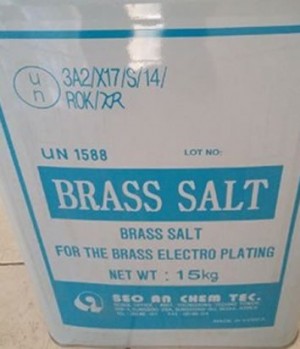 un 3A2/X17/S/14/
ROK/
UN 1588 LOT NO:
BRASS SALT
BRASS SALT
FOR THE BRASS ELECTRO PLATING
NET WT : 15kg
SEO AN CHEM TEC.